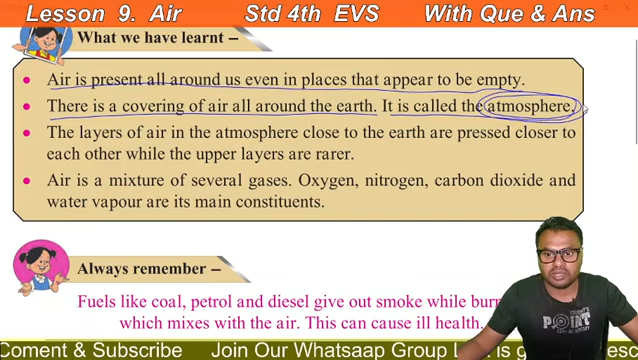 Lesson 9. Air Std 4th EVS With Que & Ans
What we have learnt –
Air is present all around us even in places that appear to be empty.
There is a covering of air all around the earth. It is called the atmosphere.
The layers of air in the atmosphere close to the earth are pressed closer to
each other while the upper layers are rarer.
Air is a mixture of several gases. Oxygen, nitrogen, carbon dioxide and
water vapour are its main constituents.
Always remember –
Fuels like coal, petrol and diesel give out smoke while
which mixes with the air. This can cause ill health.
POINT
Coment & Subscribe Join Our Whatsaap Group